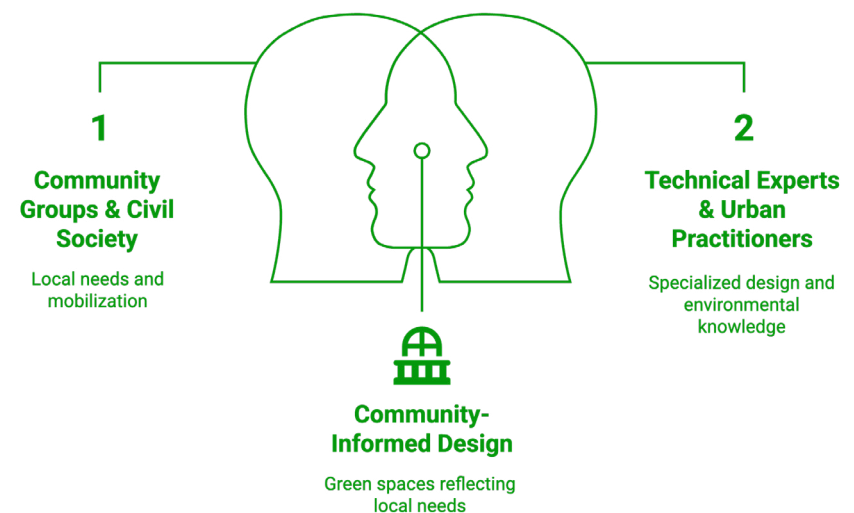 1
Community
Groups & Civil
Society
Local needs and
mobilization
2
Technical Experts
& Urban
Practitioners
Specialized design and
environmental
knowledge
Community-
Informed Design
Green spaces reflecting
local needs